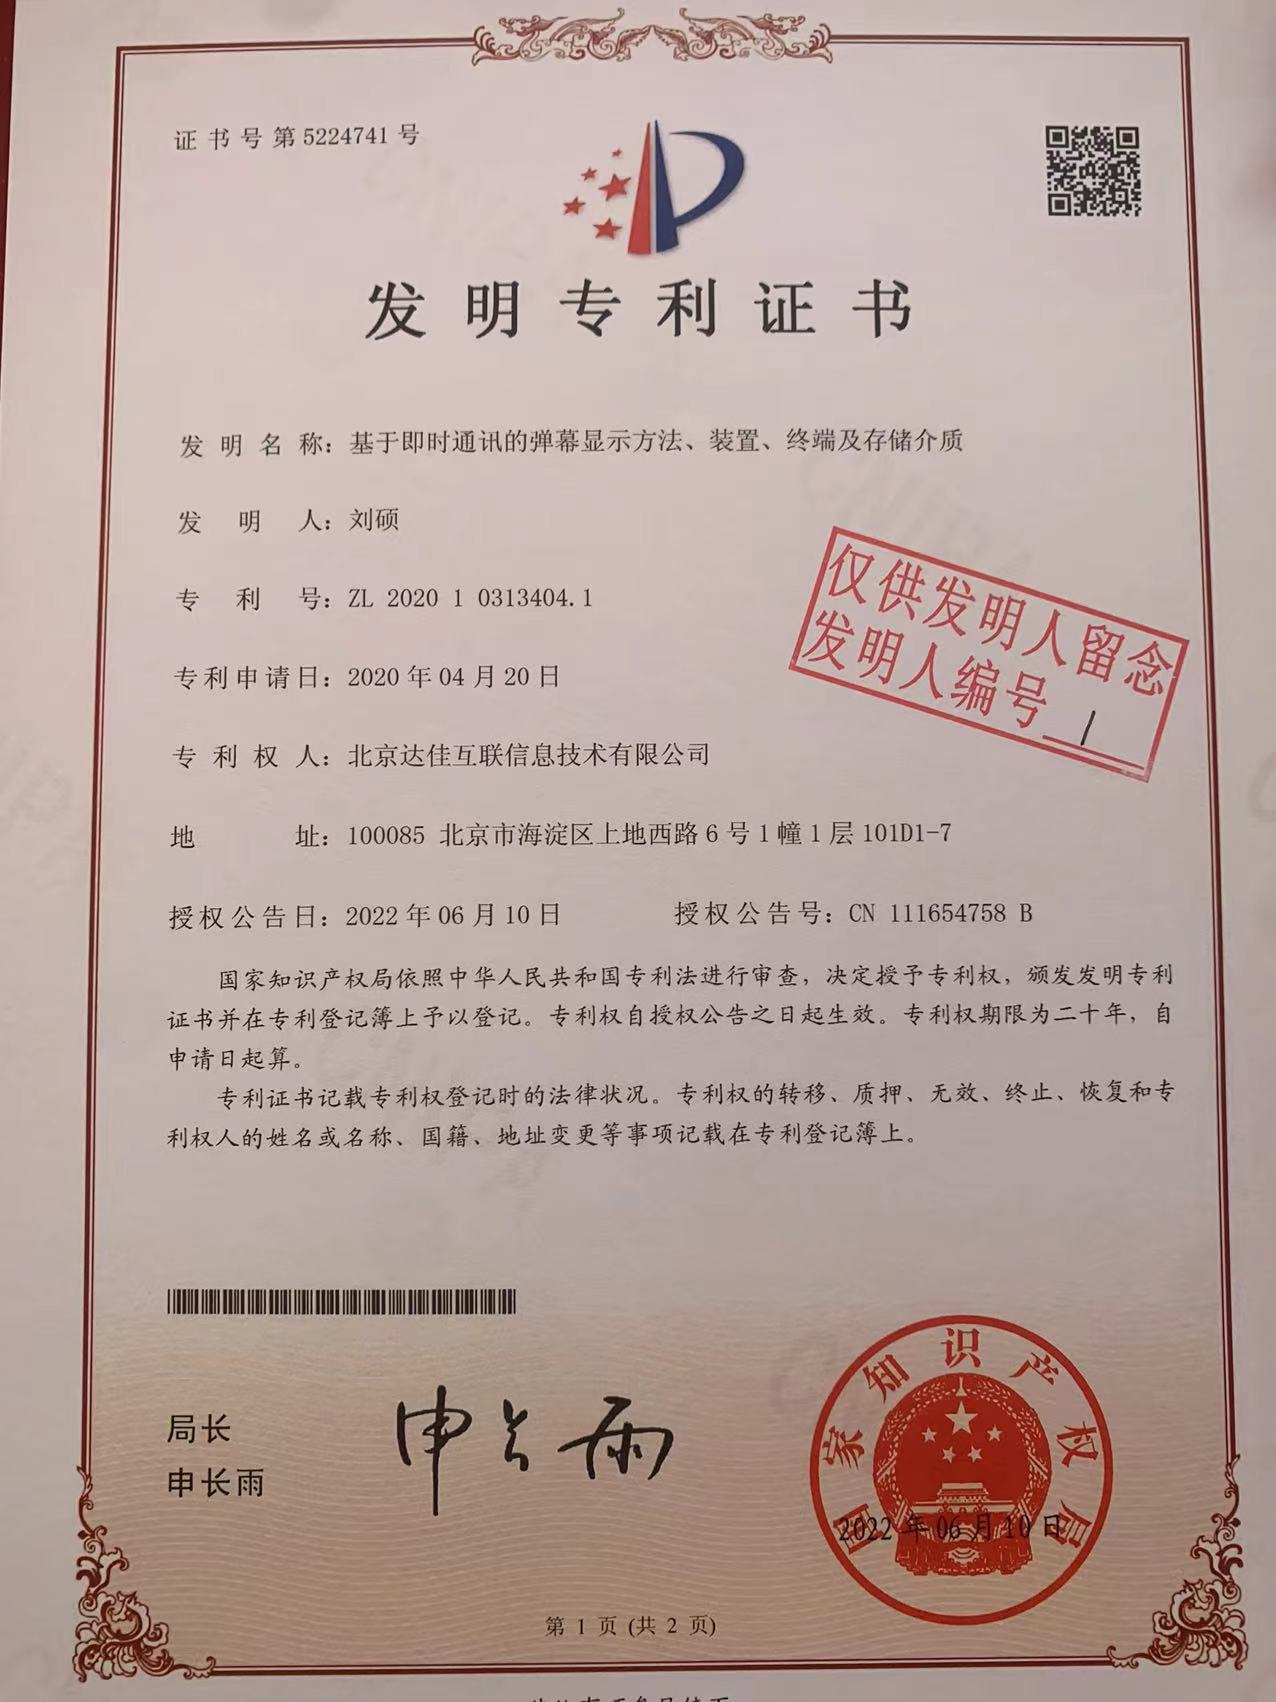 证书号第5224741号
发明专利证书
发明名称：基于即时通讯的弹幕显示方法、装置、终端及存储介质
发明人：刘硕
专利号：ZL 2020 1 0313404.1
仅供发明人留念
发明人编号 1
专利申请日：2020年04月20日
专利权人：北京达佳互联信息技术有限公司
地址：100085 北京市海淀区上地西路6号1幢1层101D1-7
授权公告日：2022年06月10日 授权公告号：CN 111654758 B
国家知识产权局依照中华人民共和国专利法进行审查，决定授予专利权，颁发发明专利
证书并在专利登记簿上予以登记。专利权自授权公告之日起生效。专利权期限为二十年，自
申请日起算。
专利证书记载专利权登记时的法律状况。专利权的转移、质押、无效、终止、恢复和专
利权人的姓名或名称、国籍、地址变更等事项记载在专利登记簿上。
局长
申长雨
申长雨
国家知识产权局
2022年06月10日
第 1 页 (共 2 页)